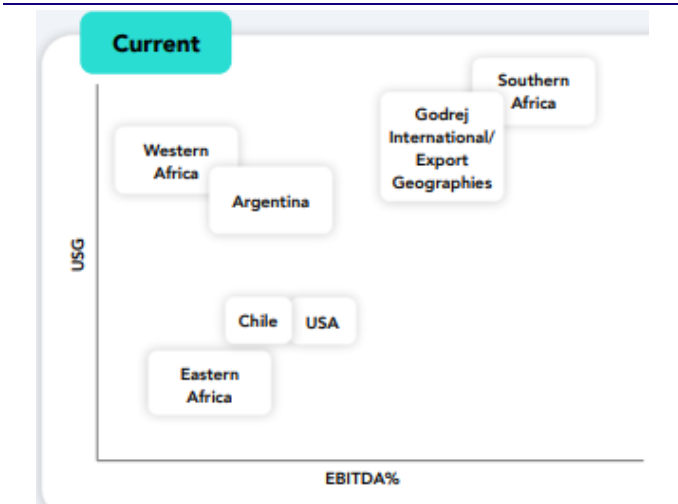 Current
Southern
Africa
Godrej
International/
Export
Geographies
Western
Africa
Argentina
USG
Chile
USA
Eastern
Africa
EBITDA%